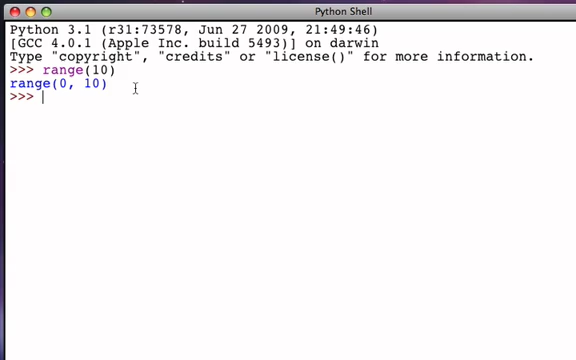 Python Shell
Python 3.1 (r31:73578, Jun 27 2009, 21:49:46)
[GCC 4.0.1 (Apple Inc. build 5493)] on darwin
Type "copyright", "credits" or "license()" for more information.
>>> range(10)
range(0, 10)
>>>